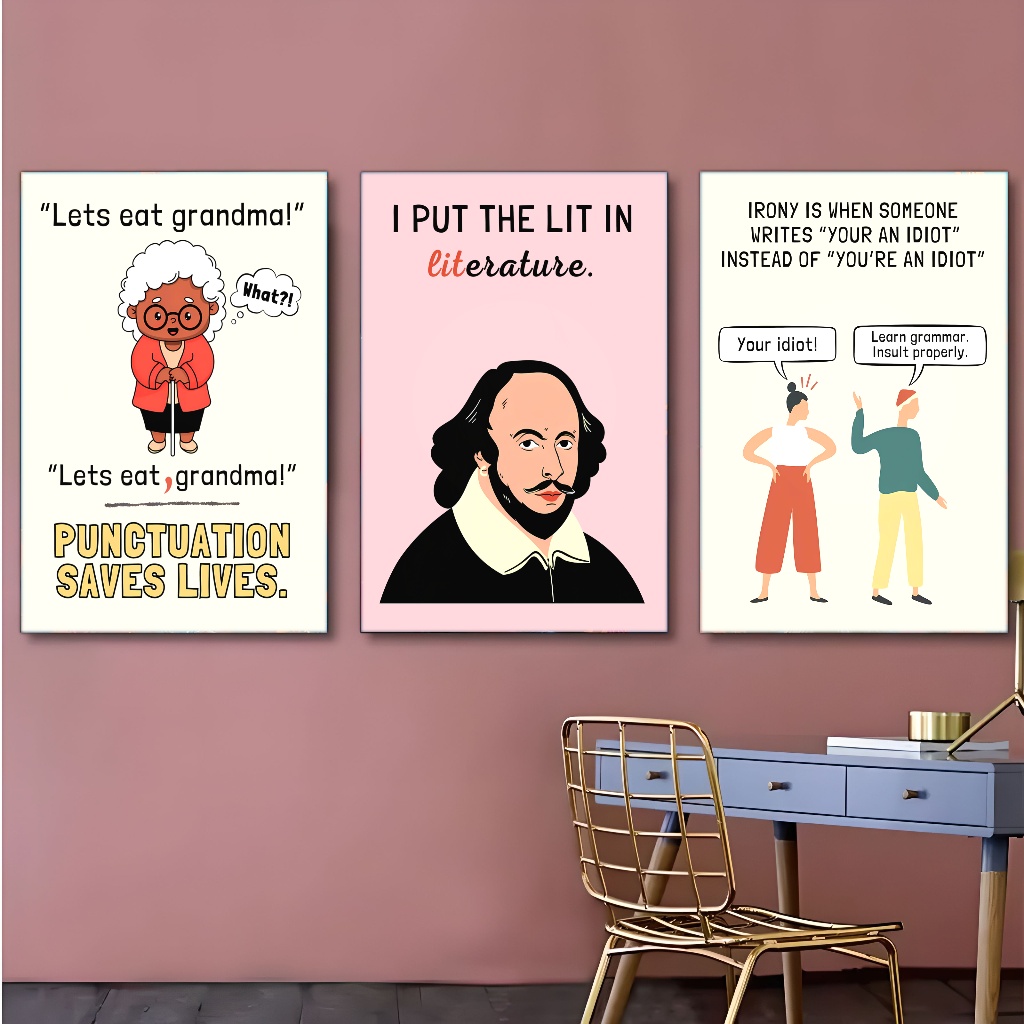 “Lets eat grandma!”
What?!
“Lets eat, grandma!”
PUNCTUATION
SAVES LIVES.
I PUT THE LIT IN
literature.
IRONY IS WHEN SOMEONE
WRITES “YOUR AN IDIOT”
INSTEAD OF “YOU’RE AN IDIOT”
Your idiot!
Learn grammar.
Insult properly.